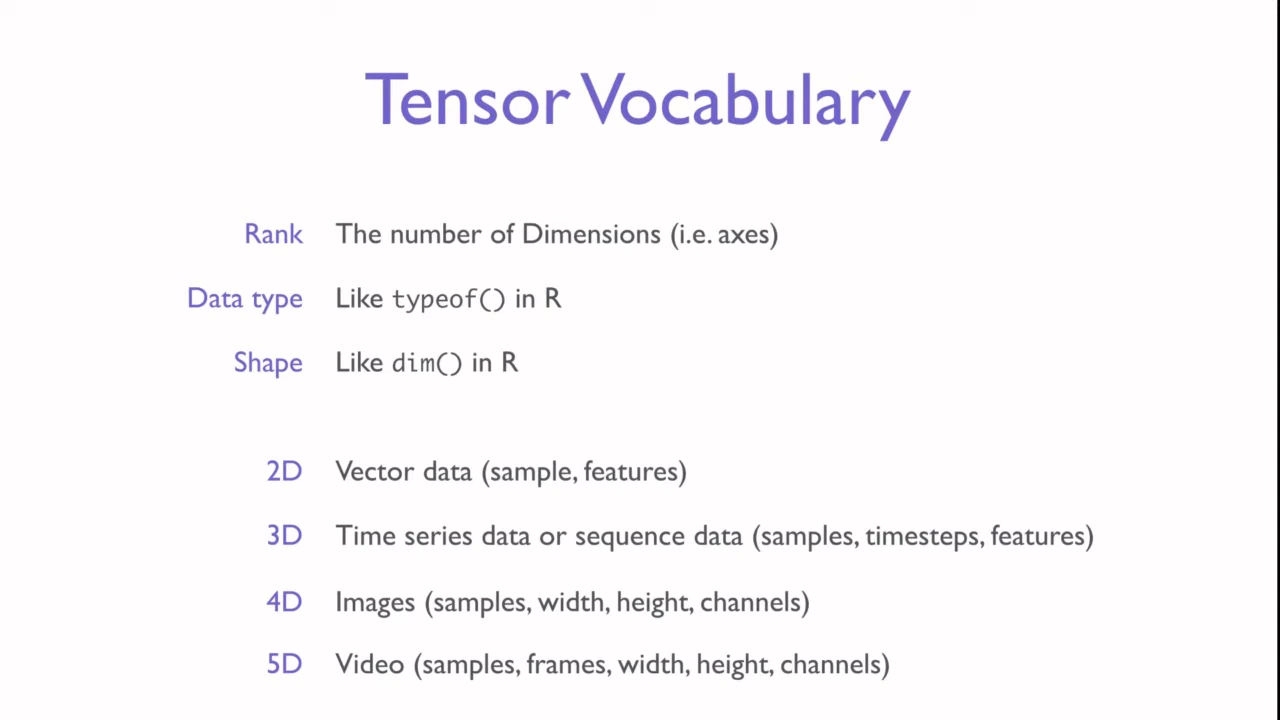 Tensor Vocabulary
Rank The number of Dimensions (i.e. axes)
Data type Like typeof() in R
Shape Like dim() in R
2D Vector data (sample, features)
3D Time series data or sequence data (samples, timesteps, features)
4D Images (samples, width, height, channels)
5D Video (samples, frames, width, height, channels)